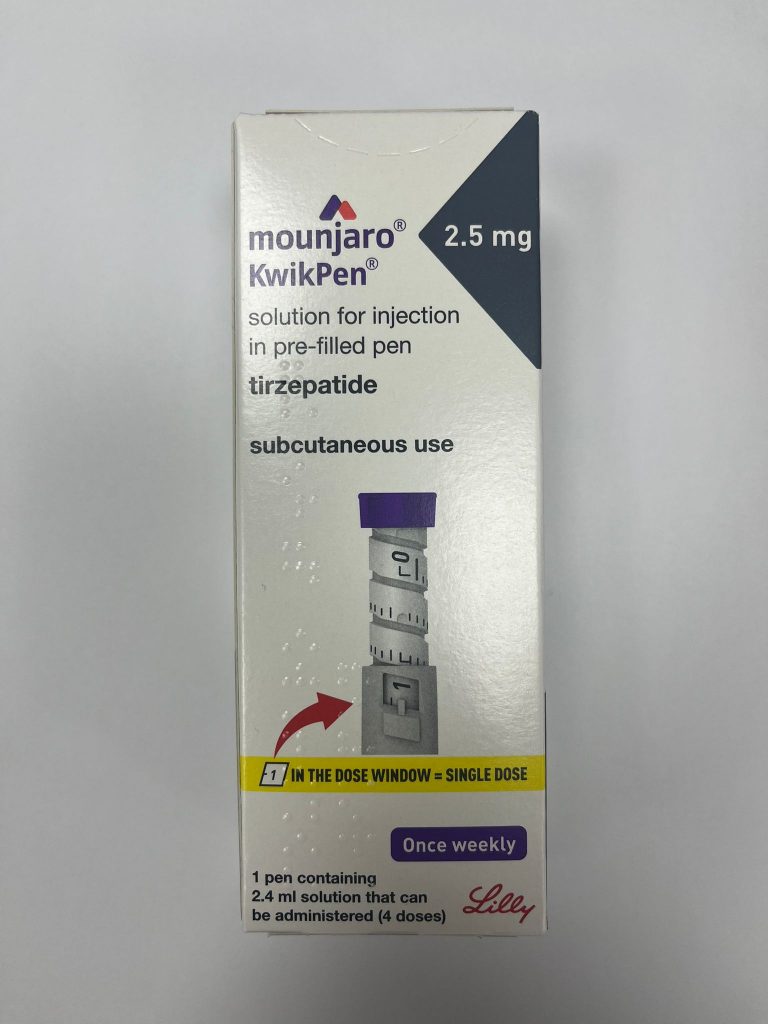 mounjaro®
KwikPen®
2.5 mg
solution for injection
in pre-filled pen
tirzepatide
subcutaneous use
0
1
1 IN THE DOSE WINDOW = SINGLE DOSE
Once weekly
1 pen containing
2.4 ml solution that can
be administered (4 doses)
Lilly